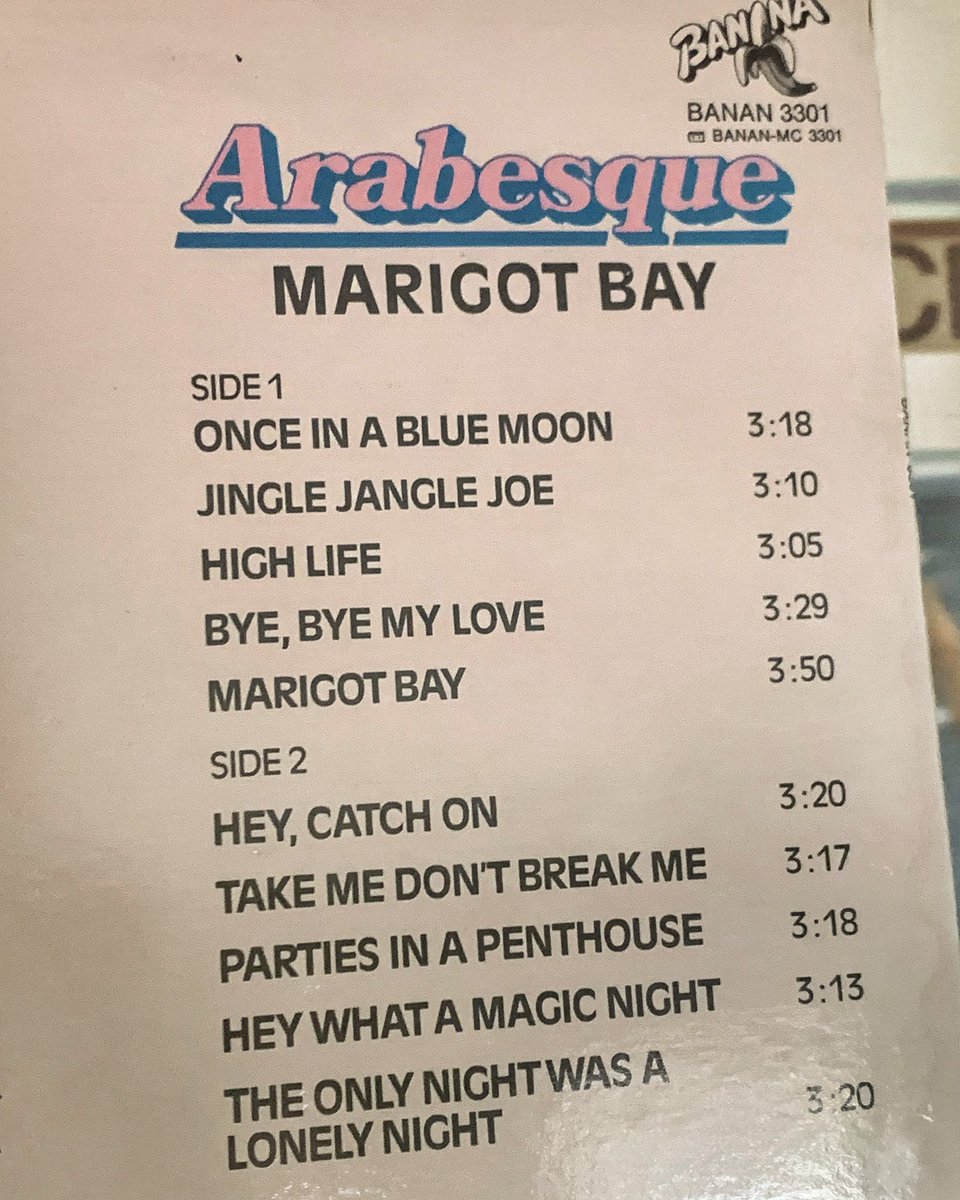 BANANA
BANAN 3301
BANAN-MC 3301
Arabesque
MARIGOT BAY
SIDE 1
ONCE IN A BLUE MOON 3:18
JINGLE JANGLE JOE 3:10
HIGH LIFE 3:05
BYE, BYE MY LOVE 3:29
MARIGOT BAY 3:50
SIDE 2
HEY, CATCH ON 3:20
TAKE ME DON'T BREAK ME 3:17
PARTIES IN A PENTHOUSE 3:18
HEY WHAT A MAGIC NIGHT 3:13
THE ONLY NIGHT WAS A
LONELY NIGHT 3:20